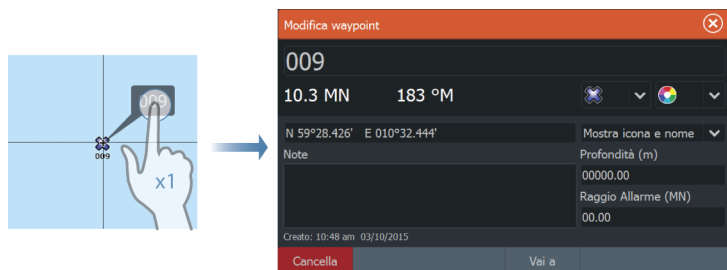 009
009
x1
Modifica waypoint
009
10.3 MN 183 °M
N 59°28.426' E 010°32.444' Mostra icona e nome
Note Profondità (m)
00000.00
Raggio Allarme (MN)
00.00
Creato: 10:48 am 03/10/2015
Cancella Vai a